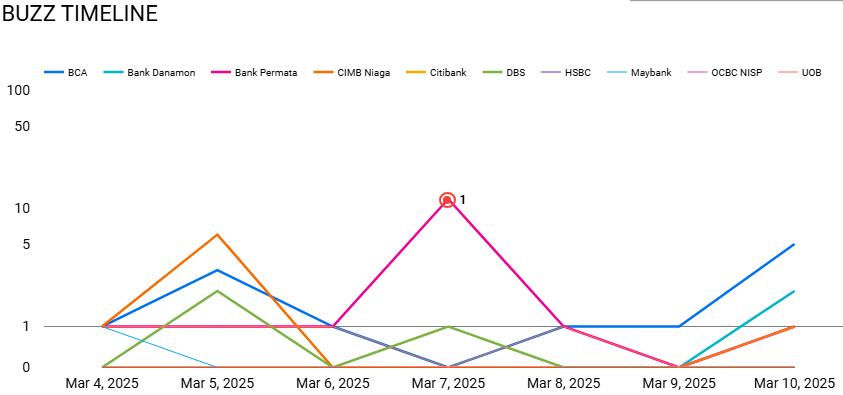 BUZZ TIMELINE
BCA Bank Danamon Bank Permata CIMB Niaga Citibank DBS HSBC Maybank OCBC NISP UOB
100
50
10
1
5
1
0
Mar 4, 2025 Mar 5, 2025 Mar 6, 2025 Mar 7, 2025 Mar 8, 2025 Mar 9, 2025 Mar 10, 2025